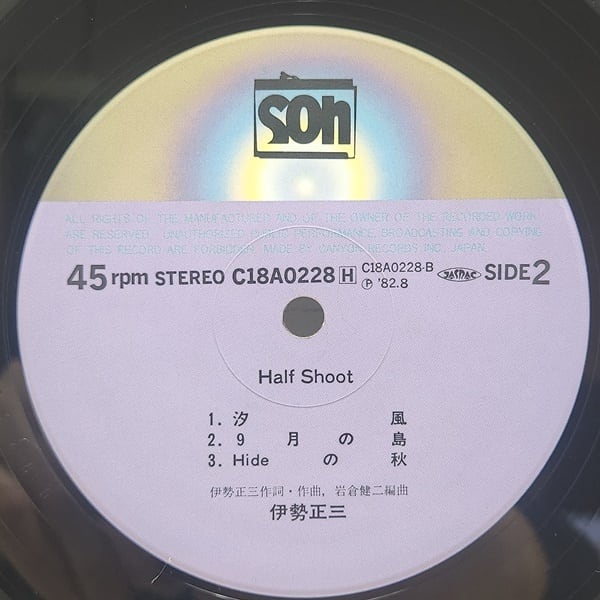 SOn
ALL RIGHTS OF THE MANUFACTURED AND OF THE OWNER OF THE RECORDED WORK
ARE RESERVED. UNAUTHORIZED PUBLIC PERFORMANCE, BROADCASTING AND COPYING
OF THIS RECORD ARE FORBIDDEN. MADE BY CANYON RECORDS INC, JAPAN.
45 rpm STEREO C18A0228 H C18A0228-B JASRAC SIDE 2
Ⓟ '82.8
Half Shoot
1. 汐 風
2. 9 月 の 島
3. Hide の 秋
伊勢正三作詞・作曲, 岩倉健二編曲
伊勢正三